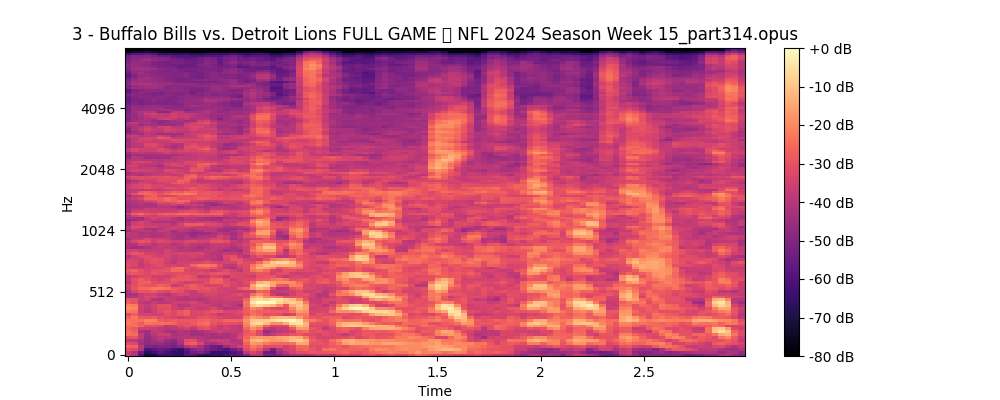 3 - Buffalo Bills vs. Detroit Lions FULL GAME ▯ NFL 2024 Season Week 15_part314.opus
+0 dB
4096
-10 dB
-20 dB
2048
-30 dB
Hz
1024
-40 dB
-50 dB
512
-60 dB
-70 dB
0
-80 dB
0
0.5
1
1.5
2
2.5
Time